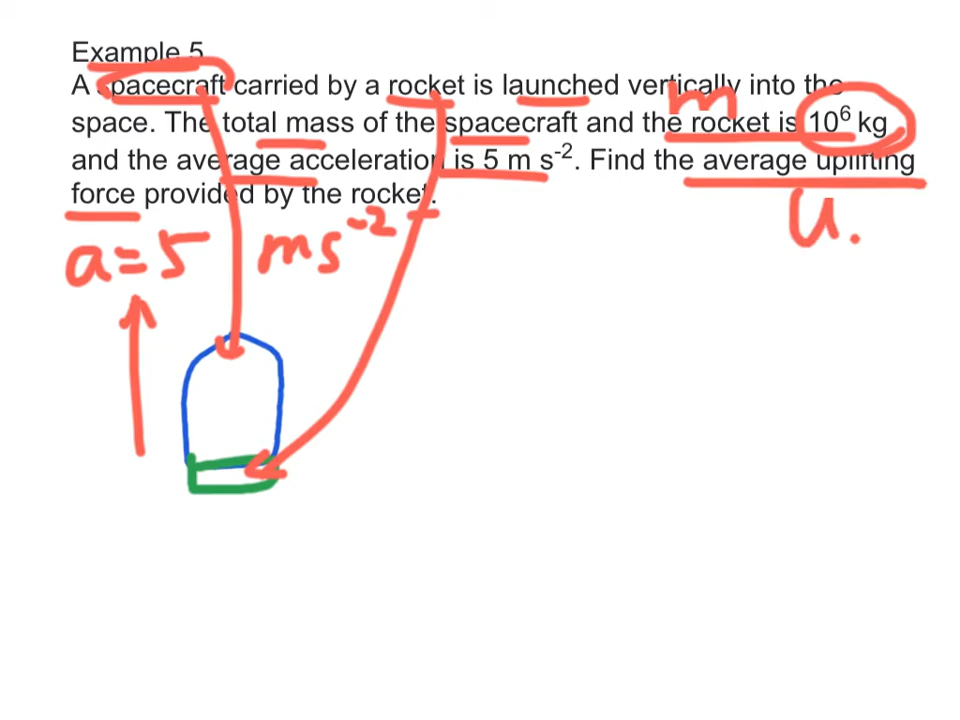 Example 5
A spacecraft carried by a rocket is launched vertically into the
space. The total mass of the spacecraft and the rocket is 10⁶ kg
and the average acceleration is 5 m s⁻². Find the average uplifting
force provided by the rocket.
m
u.
a = 5 ms⁻²